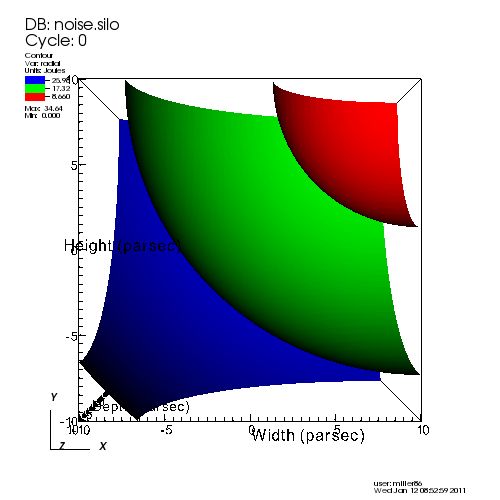 DB: noise.silo
Cycle: 0
Contour
Var: radial
Units: Joules
25.98
17.32
8.660
Max: 34.64
Min: 0.000
10
5
Height (parsec)
0
-5
-10
Depth (parsec)
-5
0
5
10
Width (parsec)
Y
Z
X
user: miller86
Wed Jan 12 08:52:59 2011